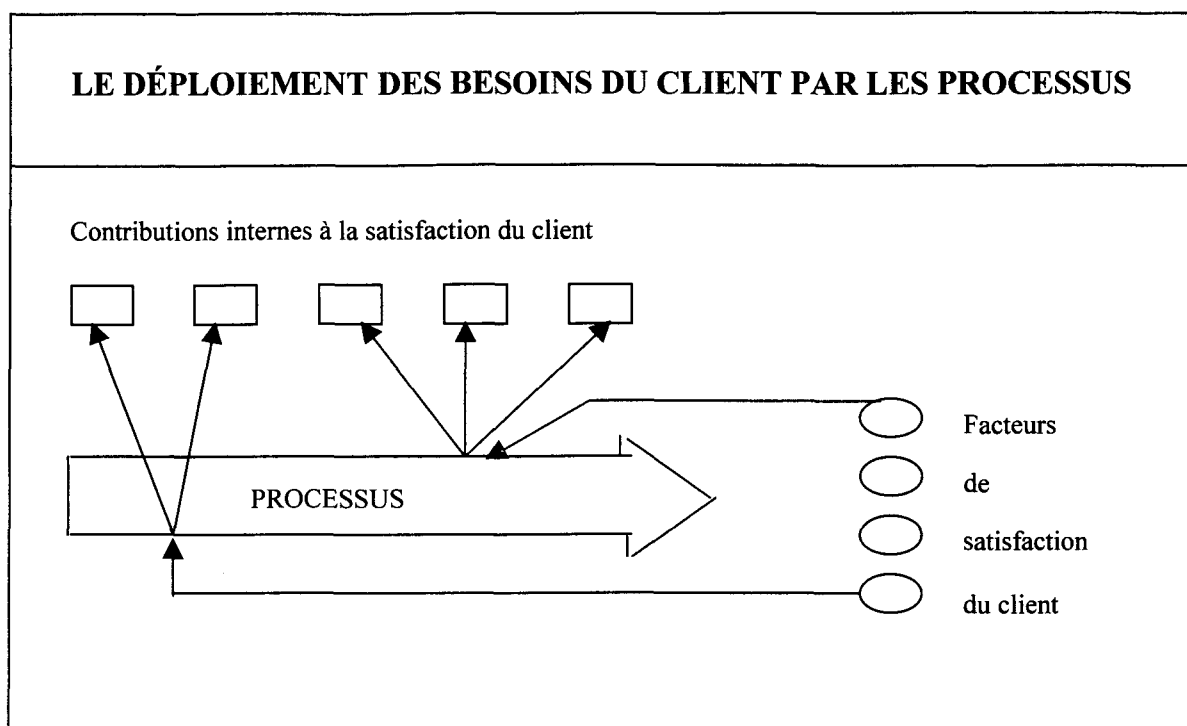 LE DÉPLOIEMENT DES BESOINS DU CLIENT PAR LES PROCESSUS
Contributions internes à la satisfaction du client
Facteurs
de
PROCESSUS
satisfaction
du client